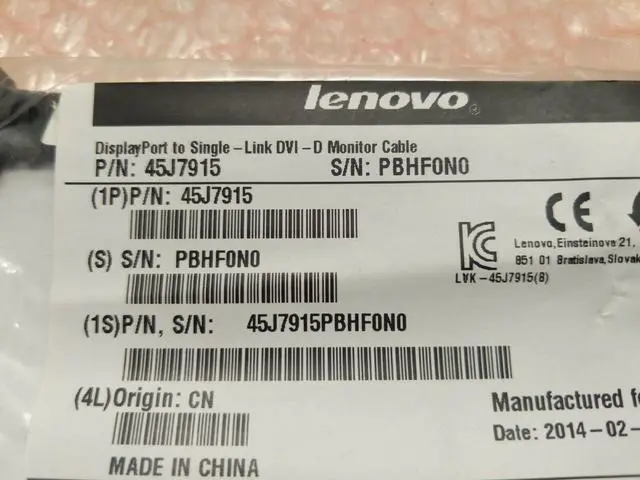 lenovo®
DisplayPort to Single-Link DVI-D Monitor Cable
P/N: 45J7915 S/N: PBHF0N0
(1P)P/N: 45J7915
(S) S/N: PBHF0N0
(1S)P/N, S/N: 45J7915PBHF0N0
(4L)Origin: CN
MADE IN CHINA
CE
Lenovo,Einsteinova 21,
851 01 Bratislava,Slovak
LVK-45J7915(B)
Manufactured f
Date: 2014-02-